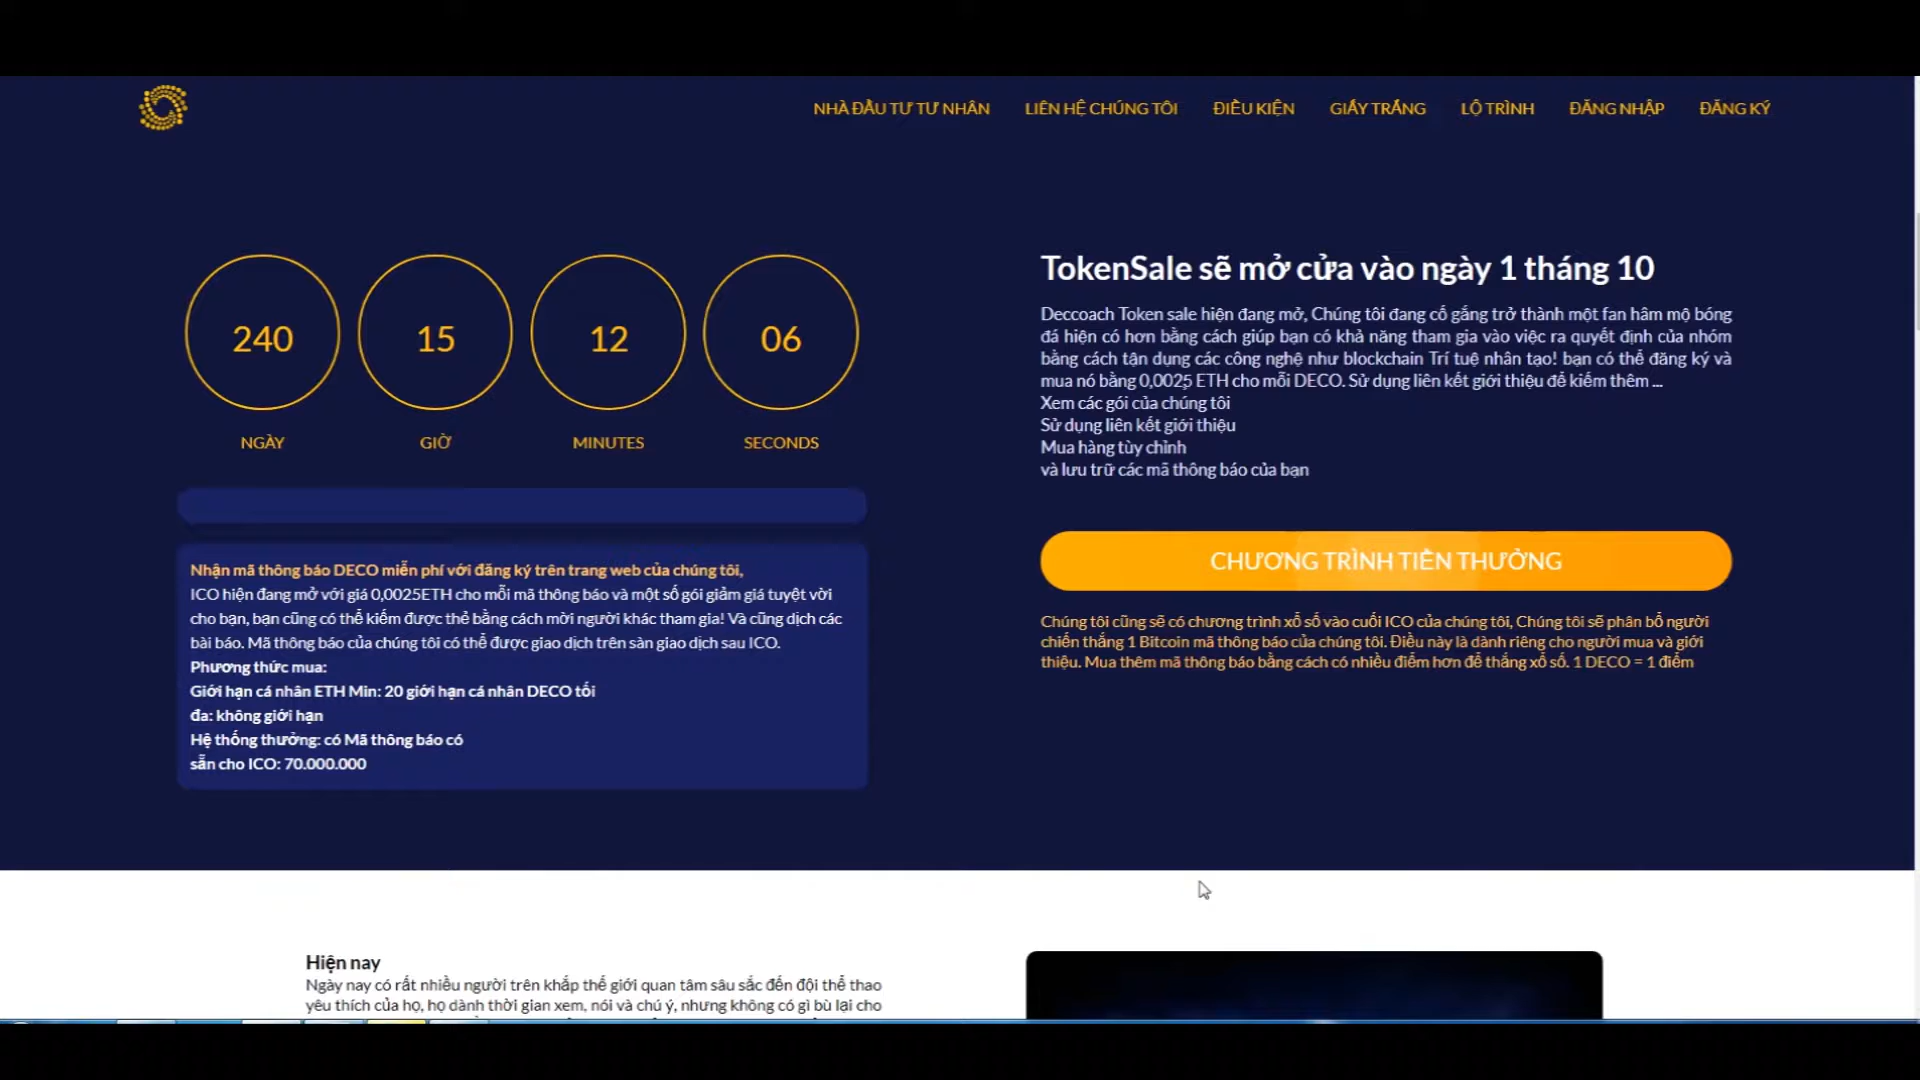 NHÀ ĐẦU TƯ TƯ NHÂN LIÊN HỆ CHÚNG TÔI ĐIỀU KIỆN GIẤY TRẮNG LỘ TRÌNH ĐĂNG NHẬP ĐĂNG KÝ
240 15 12 06
NGÀY GIỜ MINUTES SECONDS
Nhận mã thông báo DECO miễn phí với đăng ký trên trang web của chúng tôi,
ICO hiện đang mở với giá 0,0025ETH cho mỗi mã thông báo và một số gói giảm giá tuyệt vời
cho bạn, bạn cũng có thể kiếm được thẻ bằng cách mời người khác tham gia! Và cũng dịch các
bài báo. Mã thông báo của chúng tôi có thể được giao dịch trên sàn giao dịch sau ICO.
Phương thức mua:
Giới hạn cá nhân ETH Min: 20 giới hạn cá nhân DECO tối
đa: không giới hạn
Hệ thống thưởng: có Mã thông báo có
sẵn cho ICO: 70.000.000
TokenSale sẽ mở cửa vào ngày 1 tháng 10
Deccoach Token sale hiện đang mở, Chúng tôi đang cố gắng trở thành một fan hâm mộ bóng
đá hiện có hơn bằng cách giúp bạn có khả năng tham gia vào việc ra quyết định của nhóm
bằng cách tận dụng các công nghệ như blockchain Trí tuệ nhân tạo! bạn có thể đăng ký và
mua nó bằng 0,0025 ETH cho mỗi DECO. Sử dụng liên kết giới thiệu để kiếm thêm ...
Xem các gói của chúng tôi
Sử dụng liên kết giới thiệu
Mua hàng tùy chỉnh
và lưu trữ các mã thông báo của bạn
CHƯƠNG TRÌNH TIỀN THƯỞNG
Chúng tôi cũng sẽ có chương trình xổ số vào cuối ICO của chúng tôi, Chúng tôi sẽ phân bổ người
chiến thắng 1 Bitcoin mã thông báo của chúng tôi. Điều này là dành riêng cho người mua và giới
thiệu. Mua thêm mã thông báo bằng cách có nhiều điểm hơn để thắng xổ số. 1 DECO = 1 điểm
Hiện nay
Ngày nay có rất nhiều người trên khắp thế giới quan tâm sâu sắc đến đội thể thao
yêu thích của họ, họ dành thời gian xem, nói và chú ý, nhưng không có gì bù lại cho